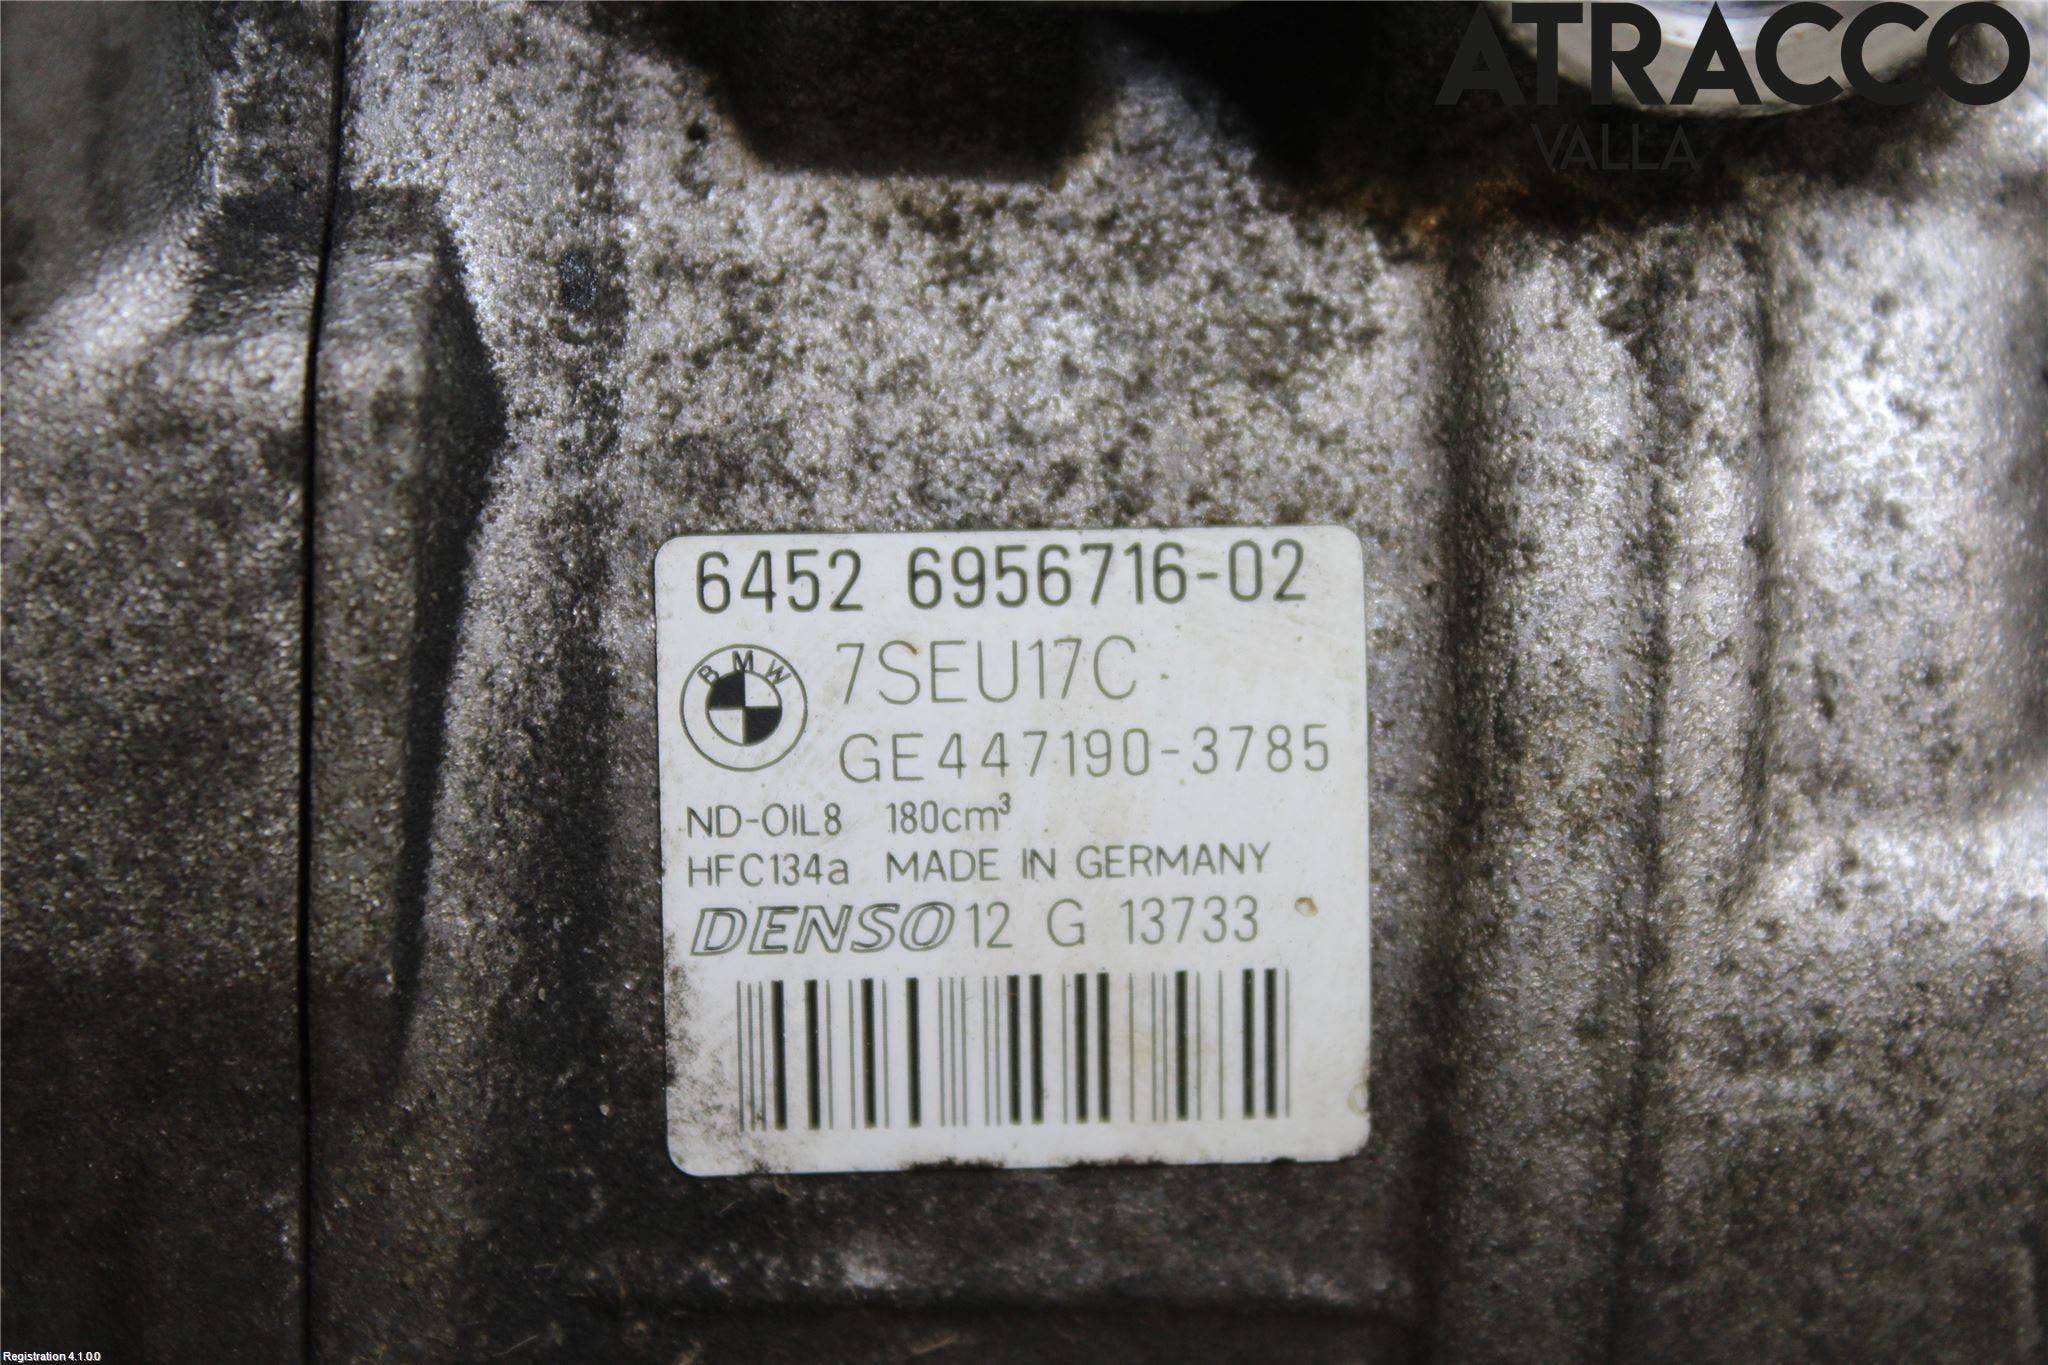 ATRACCO
VALLA
6452 6956716-02
BMW
7SEU17C
GE447190-3785
ND-OIL8 180cm³
HFC134a MADE IN GERMANY
DENSO 12 G 13733
Registration 4.1.0.0